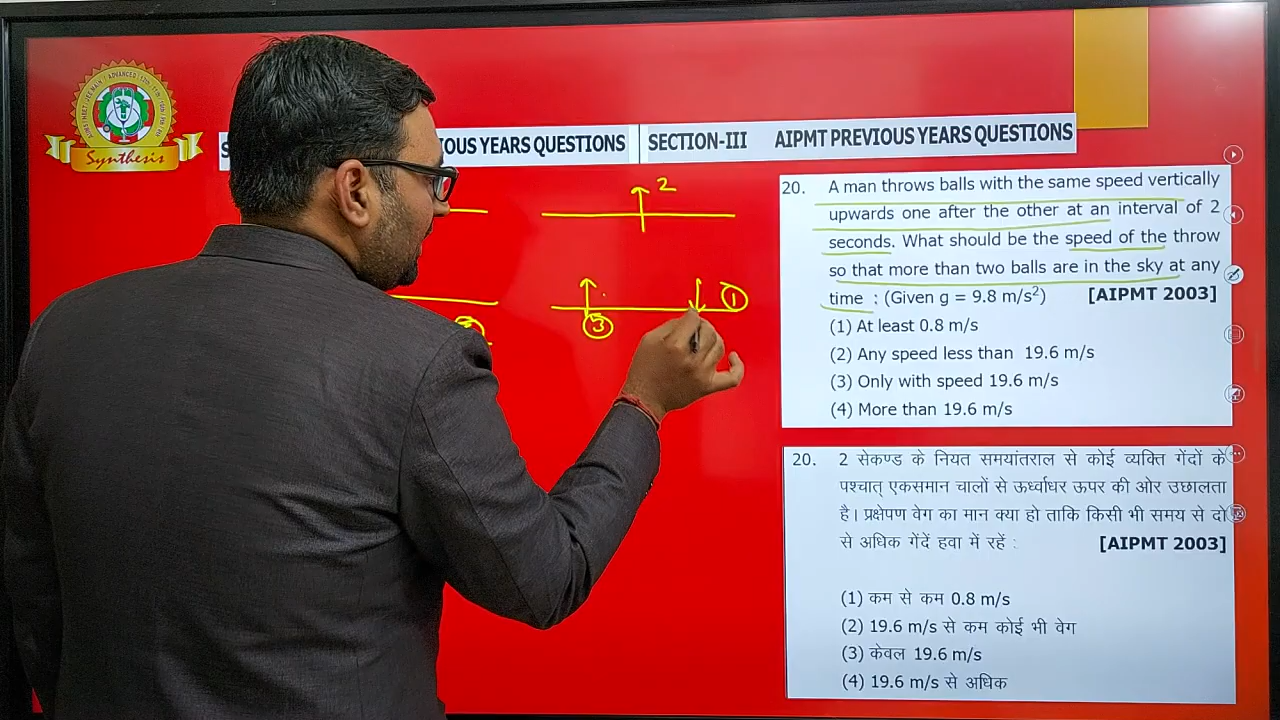 Synthesis
OUS YEARS QUESTIONS
SECTION-III AIPMT PREVIOUS YEARS QUESTIONS
2
1
3
20. A man throws balls with the same speed vertically
upwards one after the other at an interval of 2
seconds. What should be the speed of the throw
so that more than two balls are in the sky at any
time : (Given g = 9.8 m/s²) [AIPMT 2003]
(1) At least 0.8 m/s
(2) Any speed less than 19.6 m/s
(3) Only with speed 19.6 m/s
(4) More than 19.6 m/s
20. 2 सेकण्ड के नियत समयांतराल से कोई व्यक्ति गेंदों के
पश्चात् एकसमान चालों से ऊर्ध्वाधर ऊपर की ओर उछालता
है। प्रक्षेपण वेग का मान क्या हो ताकि किसी भी समय से दो
से अधिक गेंदें हवा में रहें :
[AIPMT 2003]
(1) कम से कम 0.8 m/s
(2) 19.6 m/s से कम कोई भी वेग
(3) केवल 19.6 m/s
(4) 19.6 m/s से अधिक